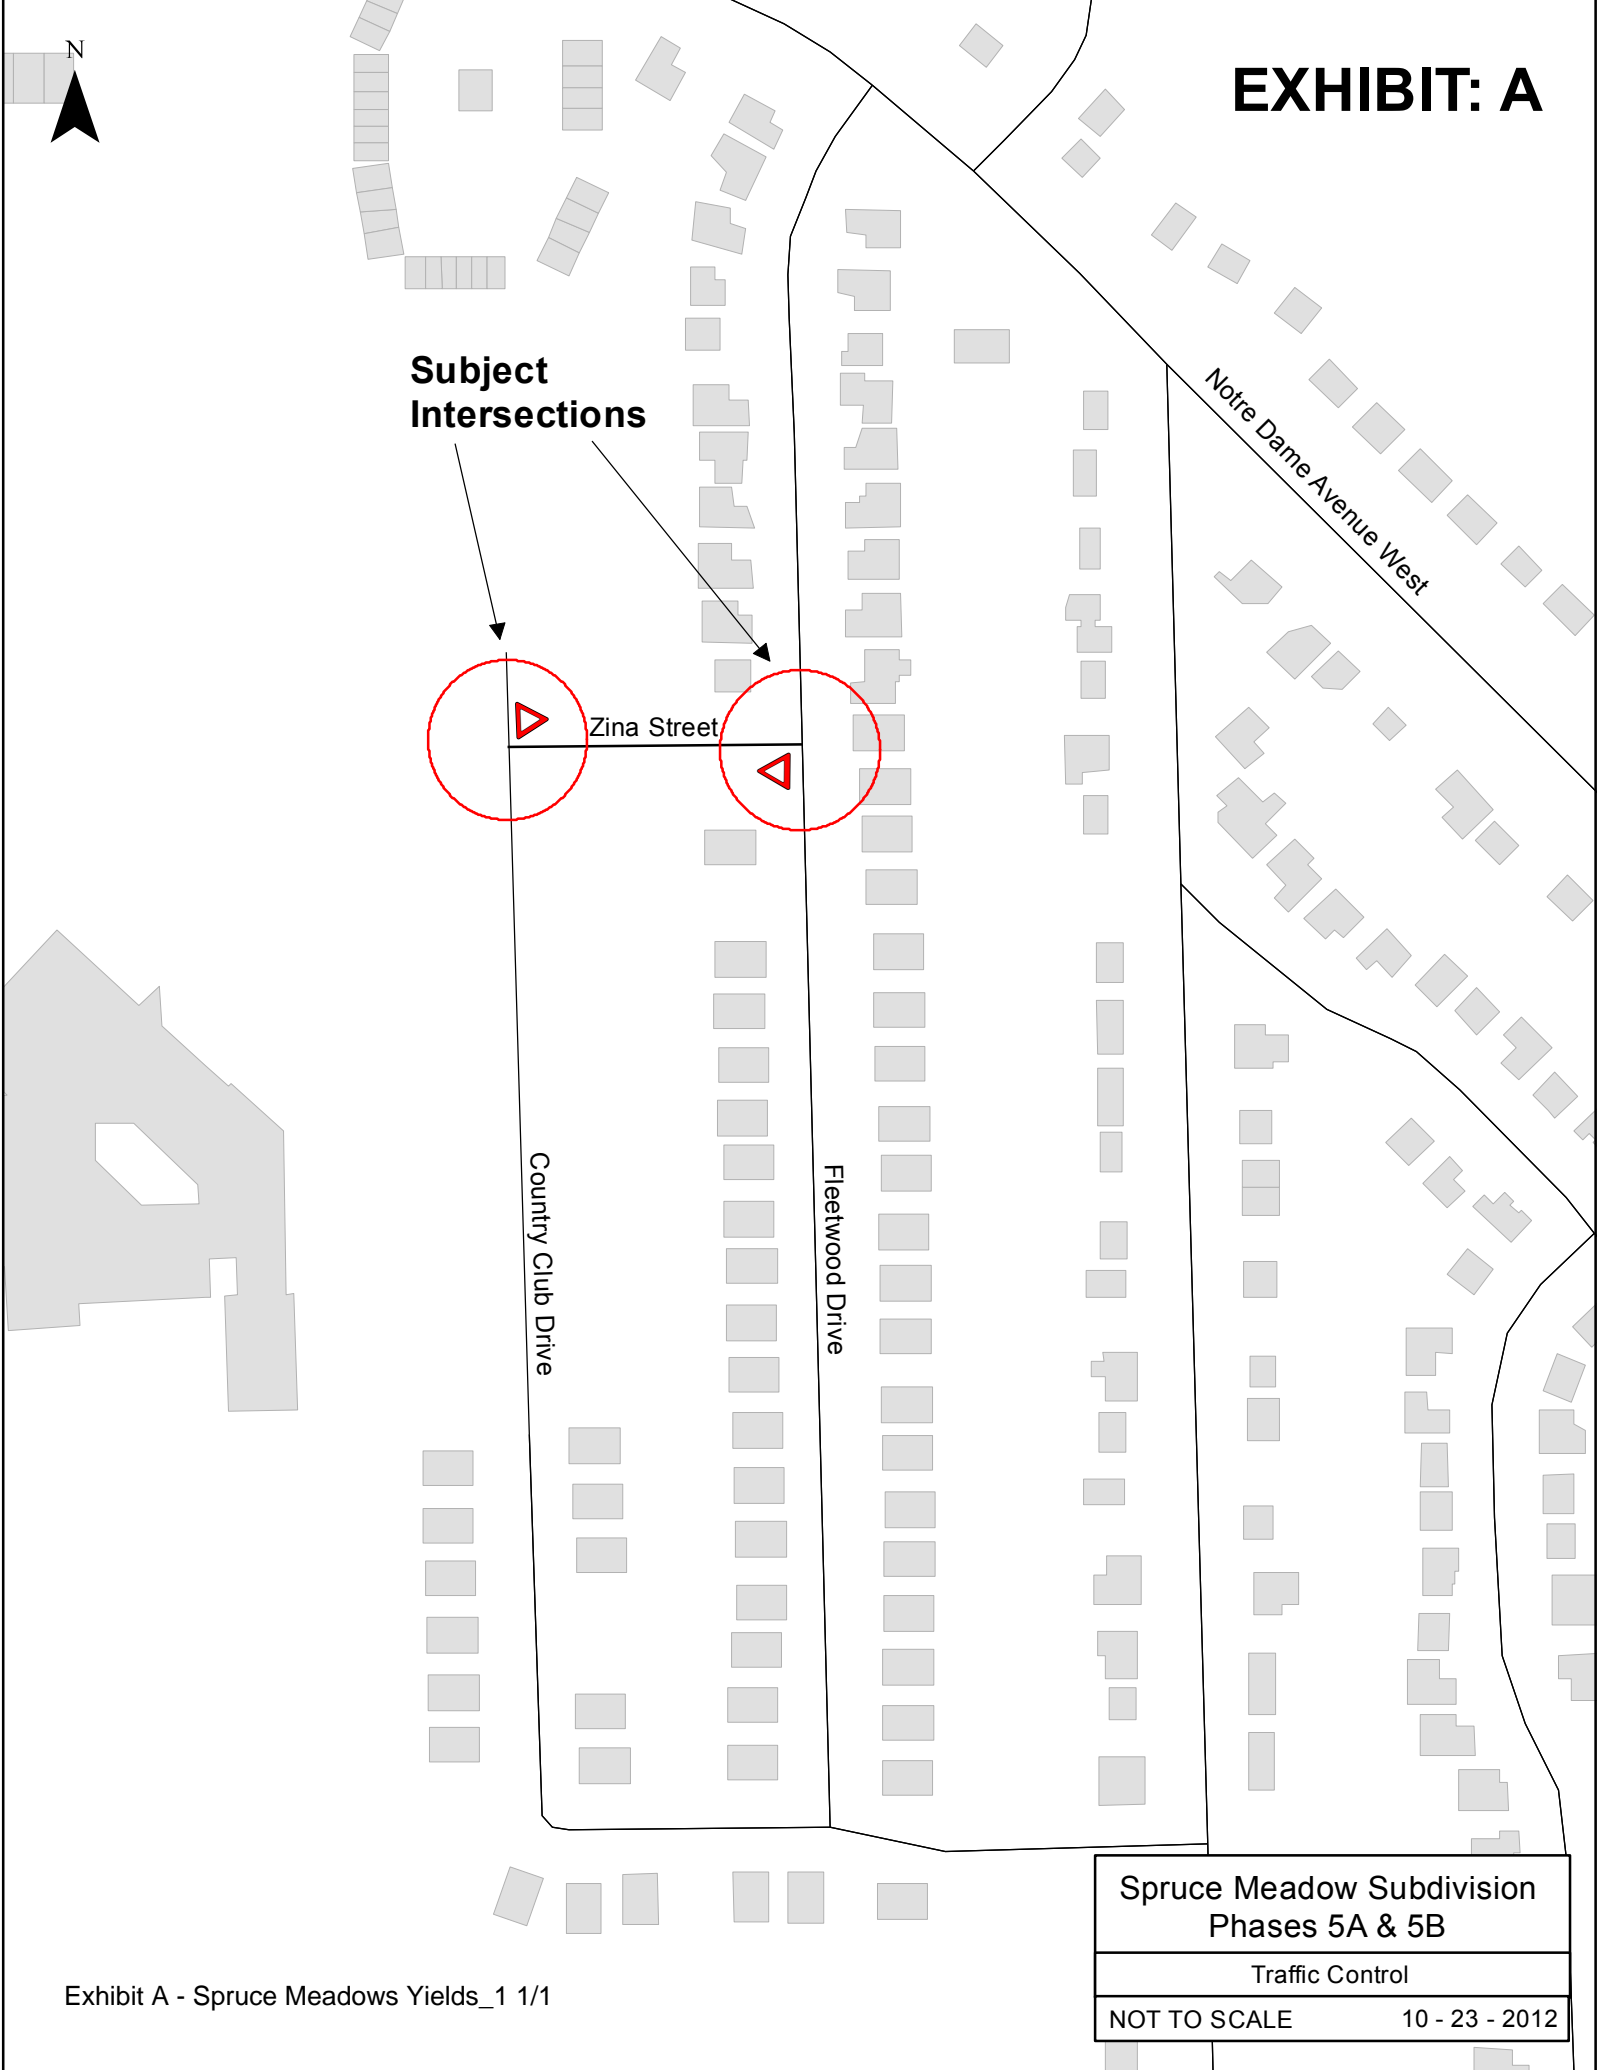 N
EXHIBIT: A
Subject
Intersections
Notre Dame Avenue West
Zina Street
Country Club Drive
Fleetwood Drive
Spruce Meadow Subdivision
Phases 5A & 5B
Traffic Control
NOT TO SCALE 10 - 23 - 2012
Exhibit A - Spruce Meadows Yields_1 1/1